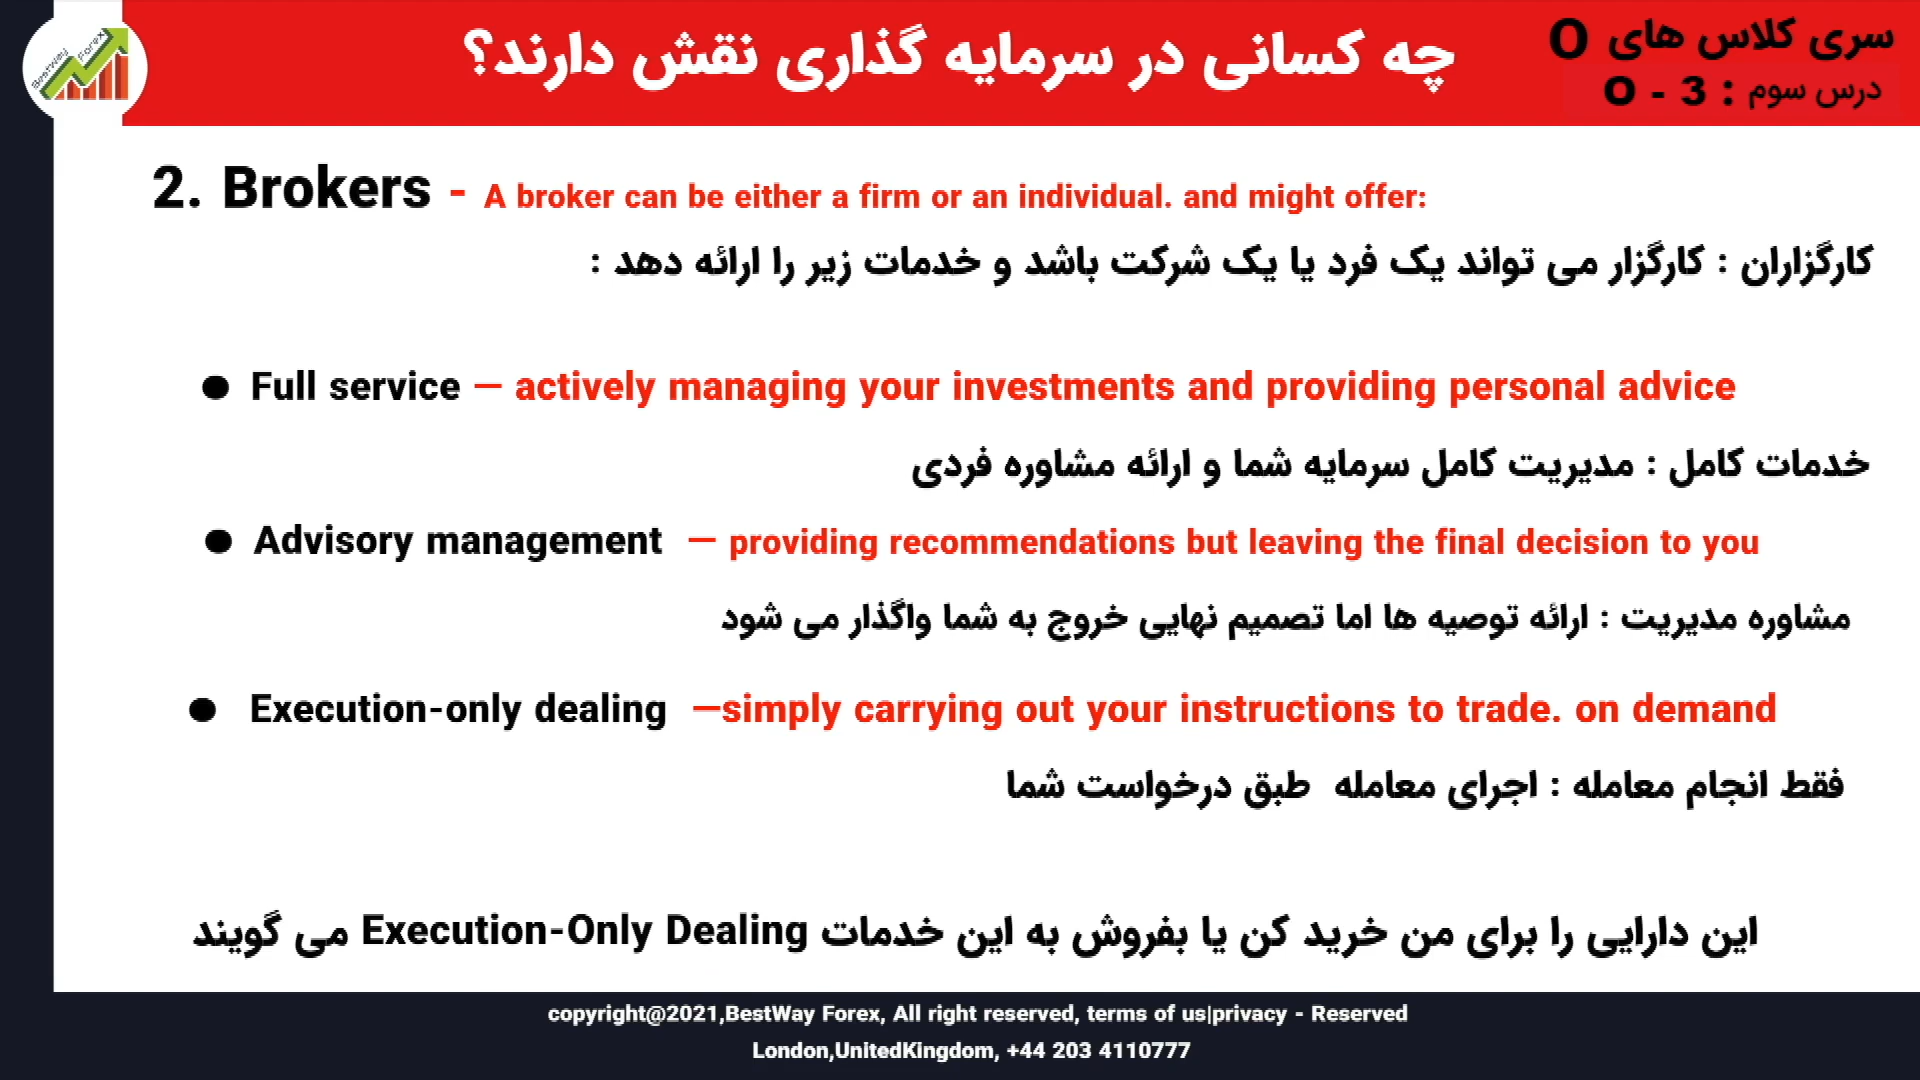 BestWay Forex
چه کسانی در سرمایه گذاری نقش دارند؟
سری کلاس های O
درس سوم : O - 3
2. Brokers - A broker can be either a firm or an individual. and might offer:
کارگزاران : کارگزار می تواند یک فرد یا یک شرکت باشد و خدمات زیر را ارائه دهد :
● Full service — actively managing your investments and providing personal advice
خدمات کامل : مدیریت کامل سرمایه شما و ارائه مشاوره فردی
● Advisory management — providing recommendations but leaving the final decision to you
مشاوره مدیریت : ارائه توصیه ها اما تصمیم نهایی خروج به شما واگذار می شود
● Execution-only dealing —simply carrying out your instructions to trade. on demand
فقط انجام معامله : اجرای معامله طبق درخواست شما
این دارایی را برای من خرید کن یا بفروش به این خدمات Execution-Only Dealing می گویند
copyright@2021,BestWay Forex, All right reserved, terms of us|privacy - Reserved
London,UnitedKingdom, +44 203 4110777